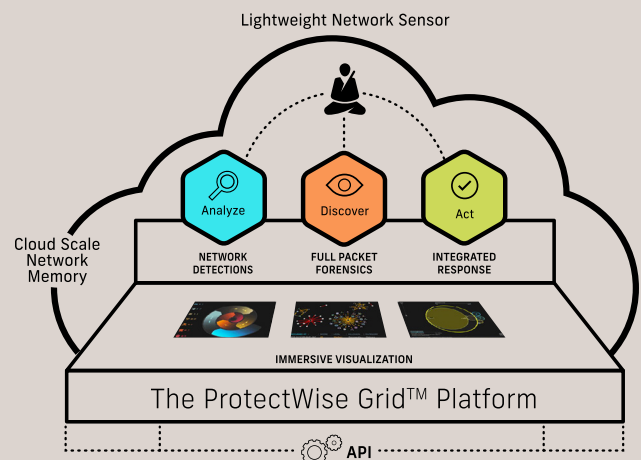 Lightweight Network Sensor
Analyze
Discover
Act
Cloud Scale
Network
Memory
NETWORK
DETECTIONS
FULL PACKET
FORENSICS
INTEGRATED
RESPONSE
IMMERSIVE VISUALIZATION
The ProtectWise Grid™ Platform
API